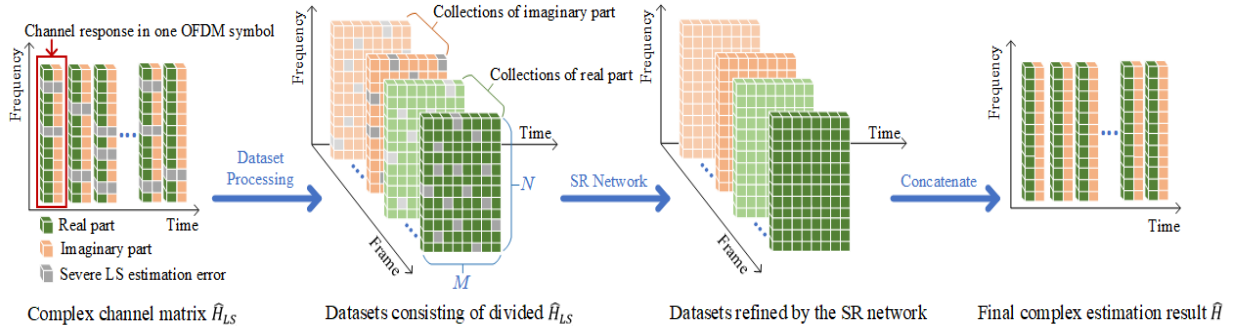 Channel response in one OFDM symbol
Frequency
Time
Real part
Imaginary part
Severe LS estimation error
Complex channel matrix Ĥ_LS
Dataset
Processing
Collections of imaginary part
Collections of real part
Frequency
Time
Frame
N
M
Datasets consisting of divided Ĥ_LS
SR Network
Frequency
Time
Frame
Datasets refined by the SR network
Concatenate
Frequency
Time
Final complex estimation result Ĥ